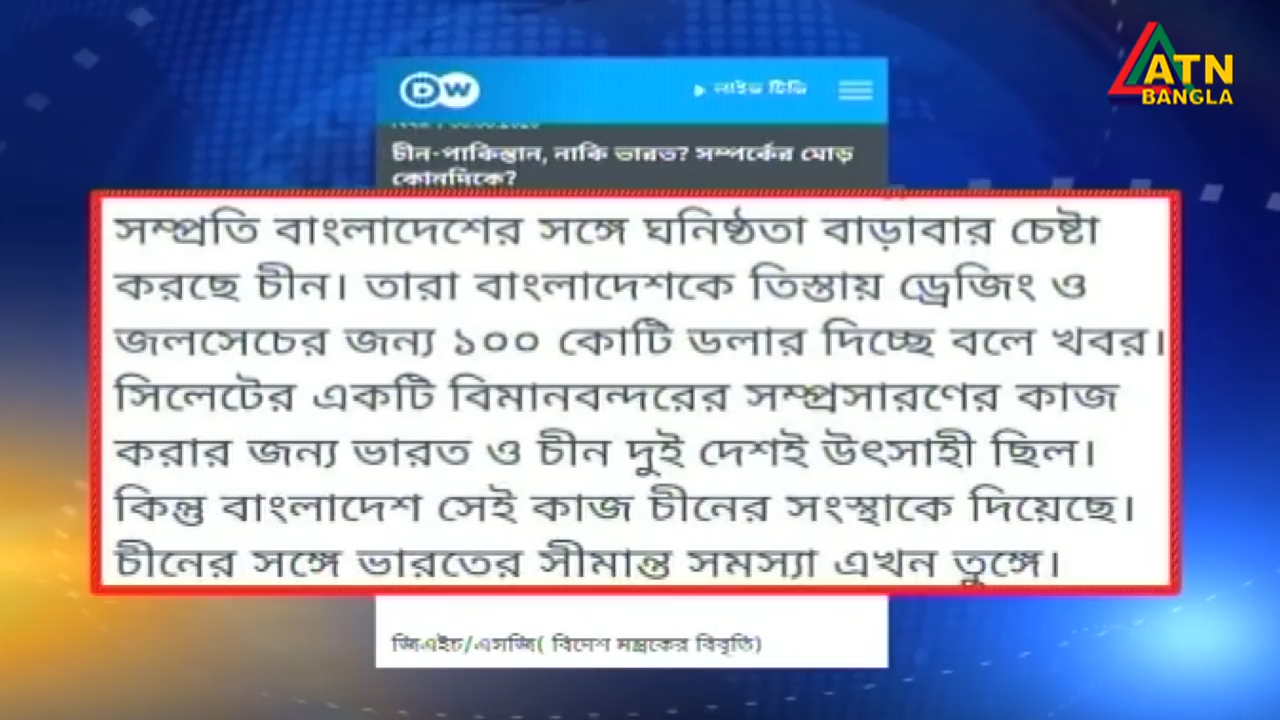 ATN
BANGLA
DW
লাইভ টিভি
চীন-পাকিস্তান, নাকি ভারত? সম্পর্কের মোড়
কোনদিকে?
সম্প্রতি বাংলাদেশের সঙ্গে ঘনিষ্ঠতা বাড়াবার চেষ্টা
করছে চীন। তারা বাংলাদেশকে তিস্তায় ড্রেজিং ও
জলসেচের জন্য ১০০ কোটি ডলার দিচ্ছে বলে খবর।
সিলেটের একটি বিমানবন্দরের সম্প্রসারণের কাজ
করার জন্য ভারত ও চীন দুই দেশই উৎসাহী ছিল।
কিন্তু বাংলাদেশ সেই কাজ চীনের সংস্থাকে দিয়েছে।
চীনের সঙ্গে ভারতের সীমান্ত সমস্যা এখন তুঙ্গে।
জিএইচ/এসজি( বিদেশ মন্ত্রকের বিবৃতি)